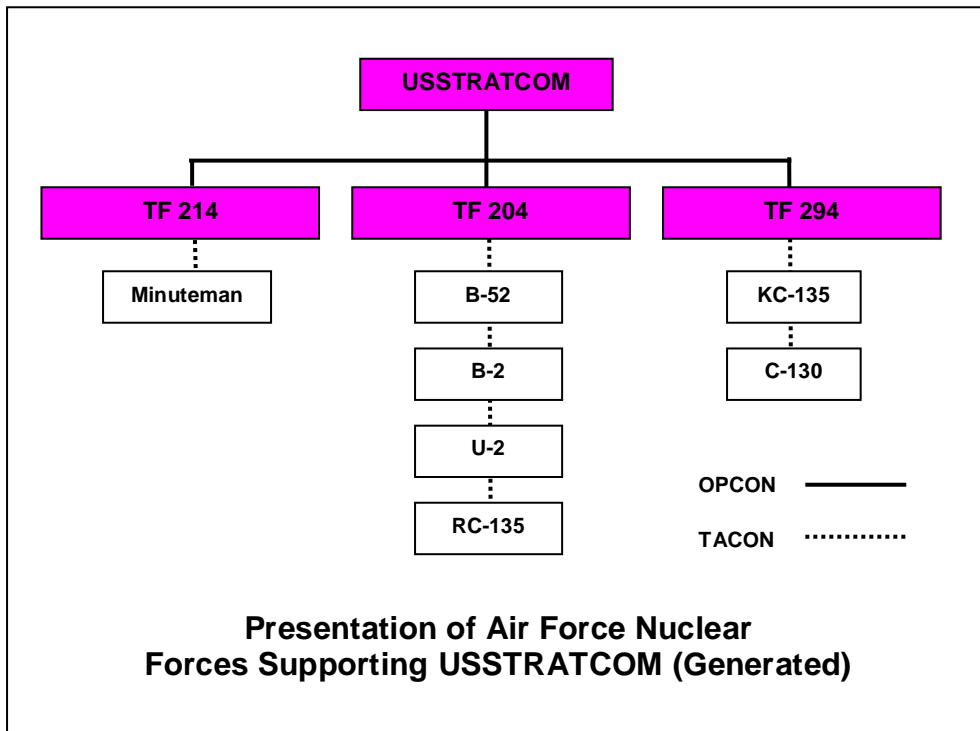 USSTRATCOM
TF 214
TF 204
TF 294
Minuteman
B-52
KC-135
B-2
C-130
U-2
RC-135
OPCON
TACON
Presentation of Air Force Nuclear
Forces Supporting USSTRATCOM (Generated)